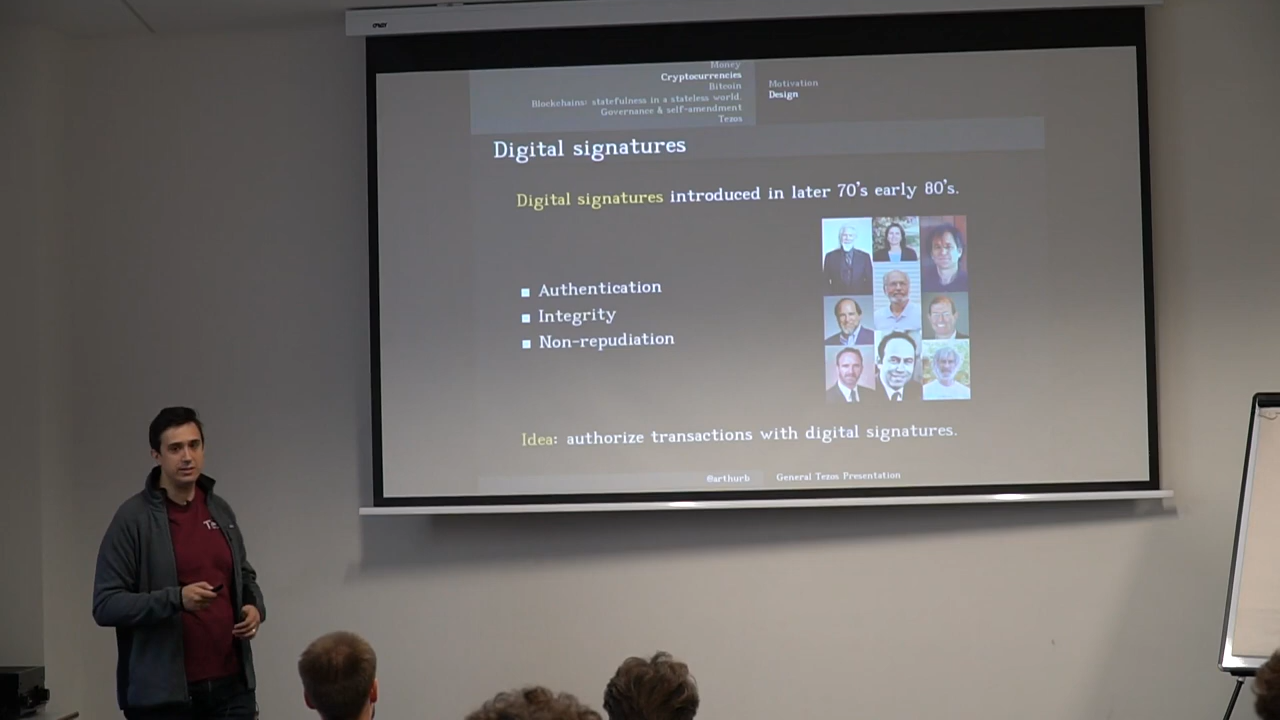 Money
Cryptocurrencies
Bitcoin
Blockchains: statefulness in a stateless world.
Governance & self-amendment
Tezos
Motivation
Design
Digital signatures
Digital signatures introduced in later 70's early 80's.
Authentication
Integrity
Non-repudiation
Idea: authorize transactions with digital signatures.
@arthurb
General Tezos Presentation